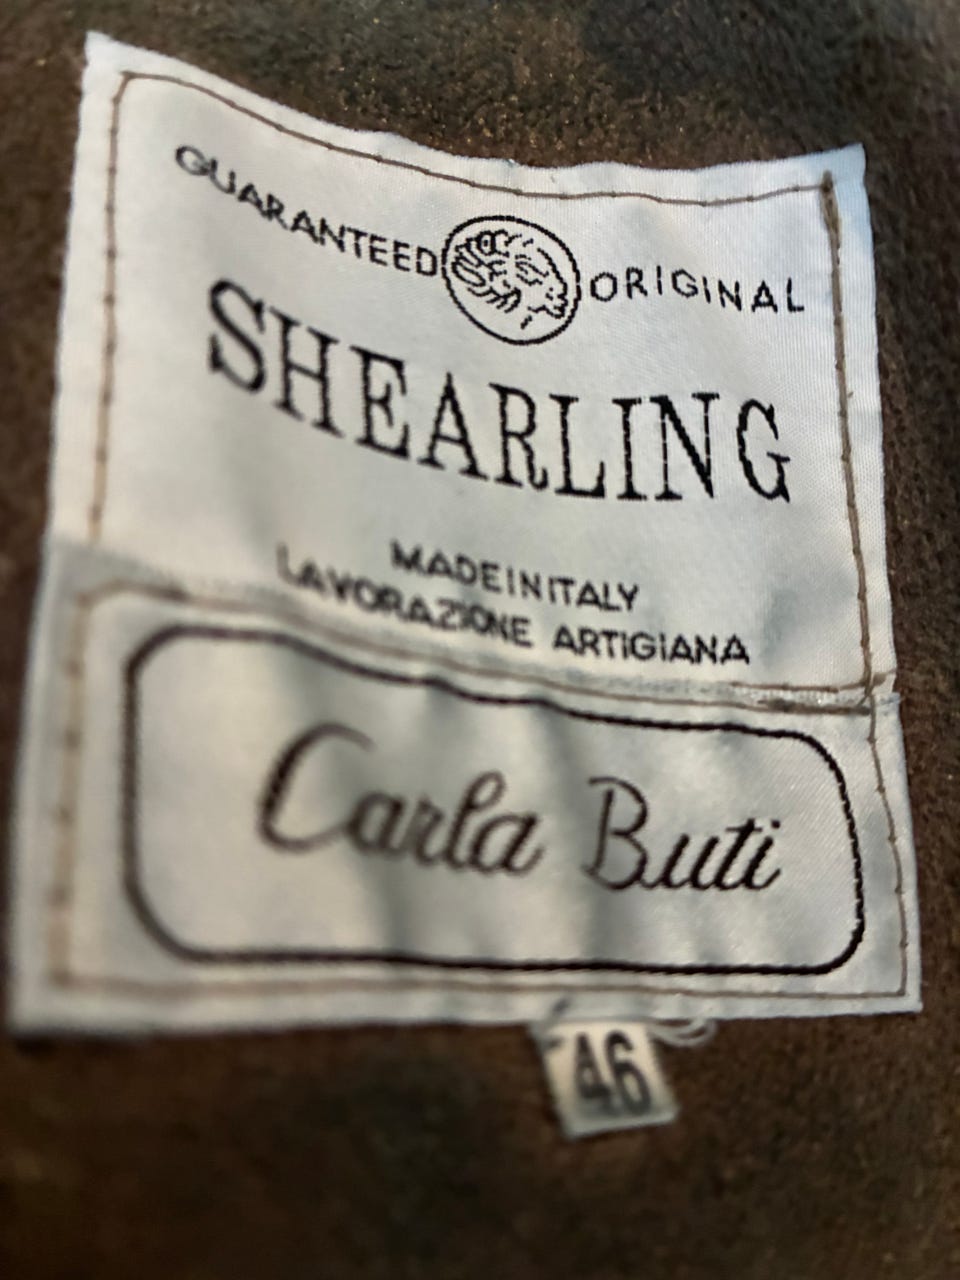 GUARANTEED ORIGINAL
SHEARLING
MADE IN ITALY
LAVORAZIONE ARTIGIANA
Carla Buti
46